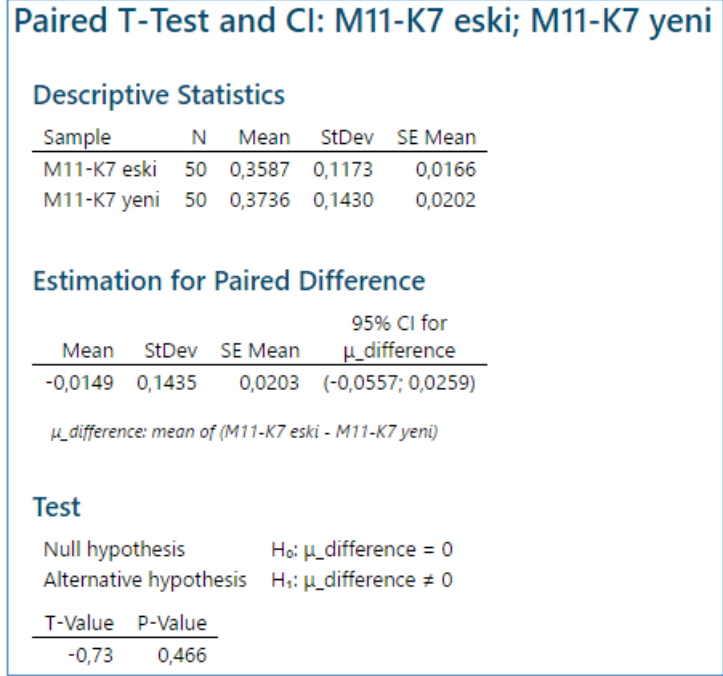 Paired T-Test and CI: M11-K7 eski; M11-K7 yeni
Descriptive Statistics
Sample N Mean StDev SE Mean
M11-K7 eski 50 0,3587 0,1173 0,0166
M11-K7 yeni 50 0,3736 0,1430 0,0202
Estimation for Paired Difference
95% CI for
Mean StDev SE Mean μ_difference
-0,0149 0,1435 0,0203 (-0,0557; 0,0259)
µ_difference: mean of (M11-K7 eski - M11-K7 yeni)
Test
Null hypothesis H₀: μ_difference = 0
Alternative hypothesis H₁: μ_difference ≠ 0
T-Value P-Value
-0,73 0,466